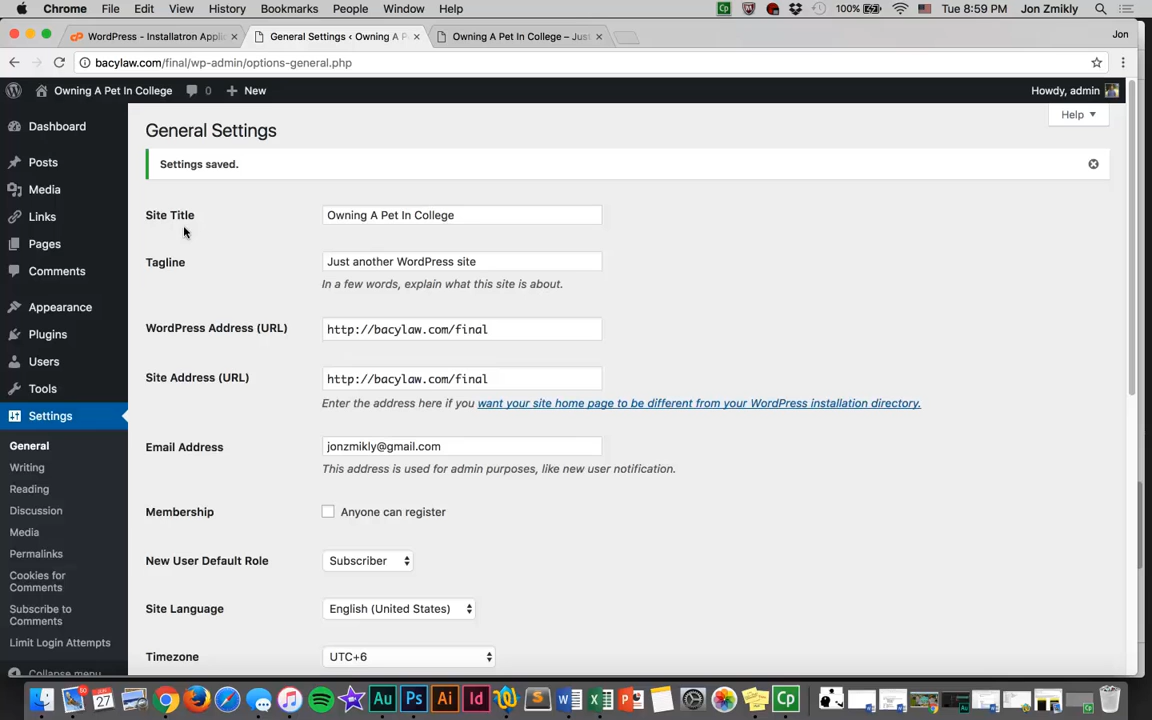 Chrome File Edit View History Bookmarks People Window Help 100% Tue 8:59 PM Jon Zmikly
WordPress - Installatron Applic × General Settings ‹ Owning A P × Owning A Pet In College – Jus × Jon
bacylaw.com/final/wp-admin/options-general.php
Owning A Pet In College 0 + New Howdy, admin
Help
Dashboard
Posts
Media
Links
Pages
Comments
Appearance
Plugins
Users
Tools
Settings
General
Writing
Reading
Discussion
Media
Permalinks
Cookies for
Comments
Subscribe to
Comments
Limit Login Attempts
Collapse menu
General Settings
Settings saved.
Site Title Owning A Pet In College
Tagline Just another WordPress site
In a few words, explain what this site is about.
WordPress Address (URL) http://bacylaw.com/final
Site Address (URL) http://bacylaw.com/final
Enter the address here if you want your site home page to be different from your WordPress installation directory.
Email Address jonzmikly@gmail.com
This address is used for admin purposes, like new user notification.
Membership Anyone can register
New User Default Role Subscriber
Site Language English (United States)
Timezone UTC+6
Au Ps Ai Id Cp